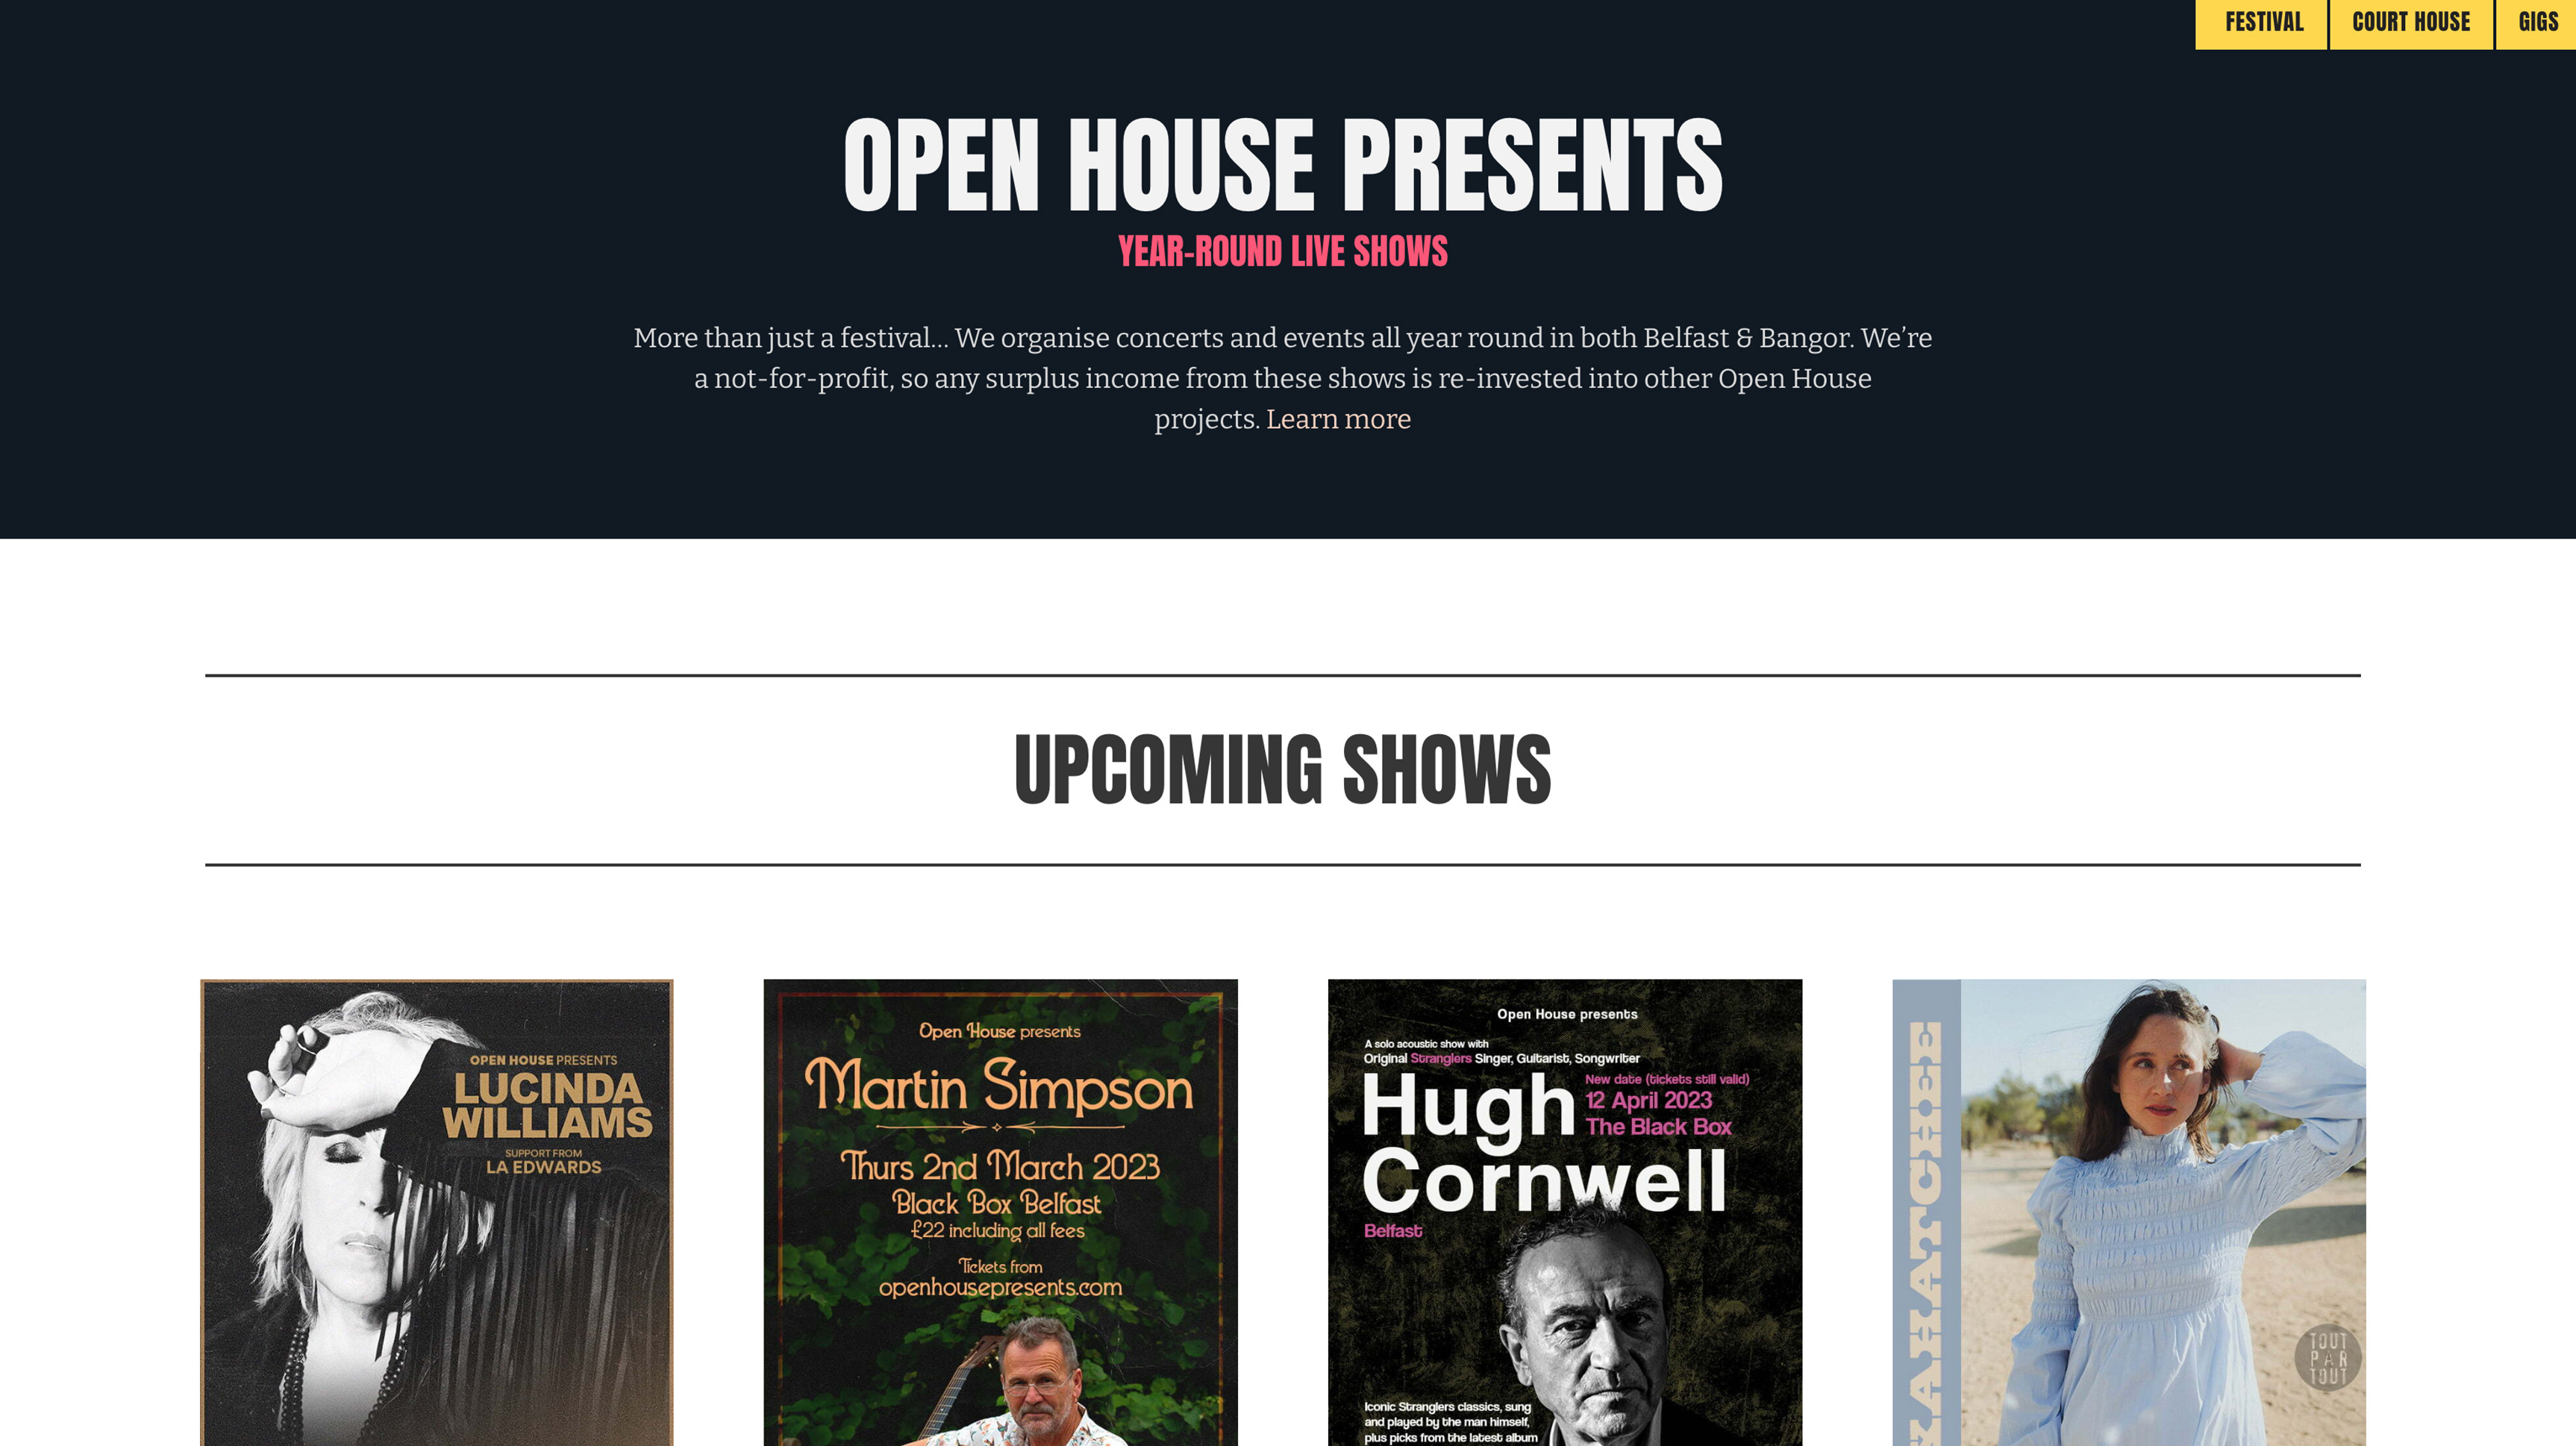 FESTIVAL
COURT HOUSE
GIGS
OPEN HOUSE PRESENTS
YEAR-ROUND LIVE SHOWS
More than just a festival... We organise concerts and events all year round in both Belfast & Bangor. We're
a not-for-profit, so any surplus income from these shows is re-invested into other Open House
projects. Learn more
UPCOMING SHOWS
OPEN HOUSE PRESENTS
LUCINDA
WILLIAMS
SUPPORT FROM
LA EDWARDS
Open House presents
Martin Simpson
Thurs 2nd March 2023
Black Box Belfast
£22 including all fees
Tickets from
openhousepresents.com
Open House presents
A solo acoustic show with
Original Stranglers Singer, Guitarist, Songwriter
Hugh
Cornwell
New date (tickets still valid)
12 April 2023
The Black Box
Belfast
Iconic Stranglers classics, sung
and played by the man himself,
plus picks from the latest album
AHATCHEE
TOUT
PAR
TOUT